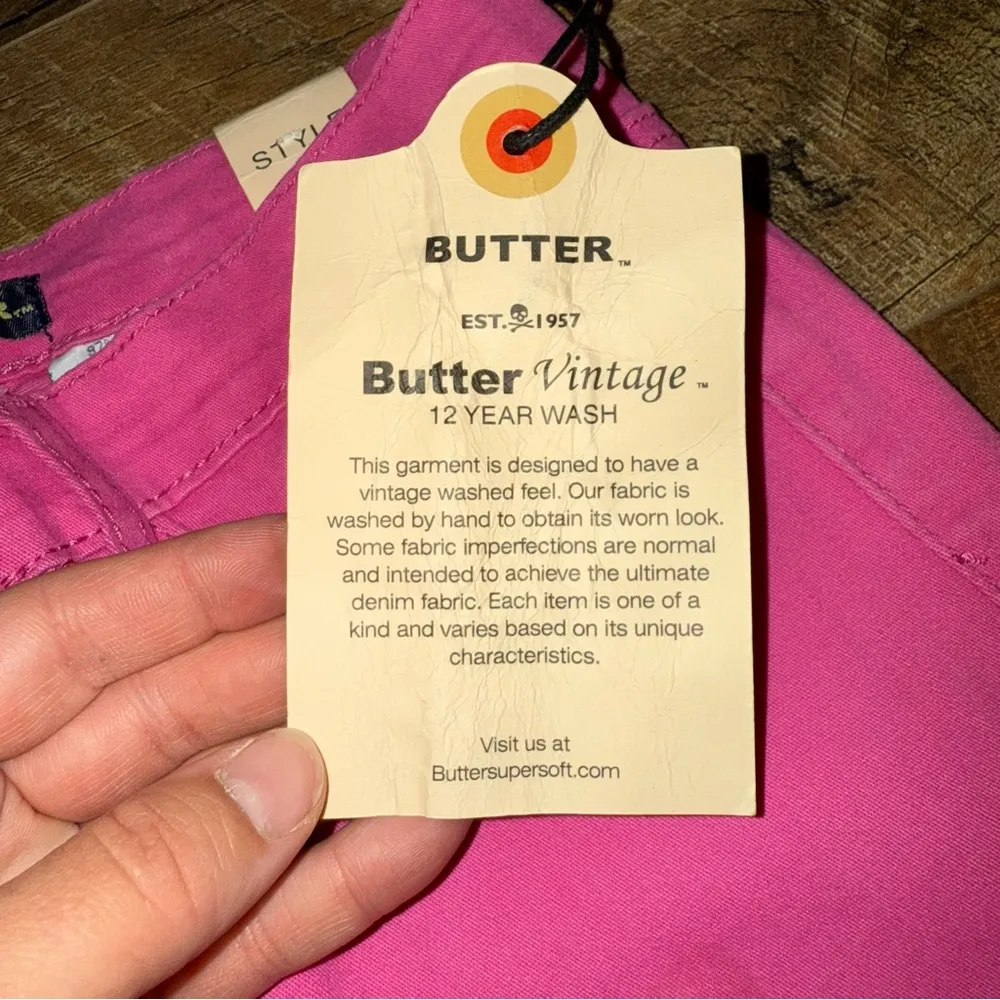 STYLE
BUTTER™
EST. 1957
Butter Vintage™
12 YEAR WASH
This garment is designed to have a
vintage washed feel. Our fabric is
washed by hand to obtain its worn look.
Some fabric imperfections are normal
and intended to achieve the ultimate
denim fabric. Each item is one of a
kind and varies based on its unique
characteristics.
Visit us at
Buttersupersoft.com
R™